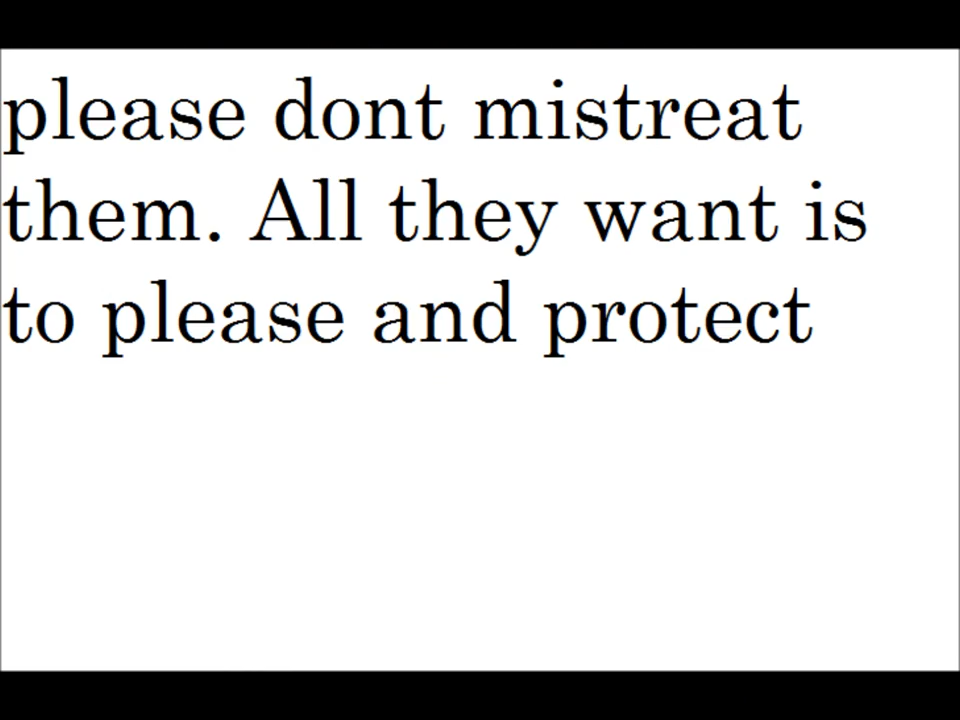 please dont mistreat
them. All they want is
to please and protect